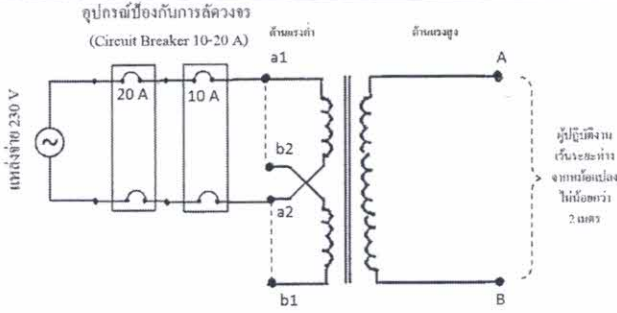 อุปกรณ์ป้องกันการลัดวงจร
(Circuit Breaker 10-20 A)
ด้านแรงต่ำ
ด้านแรงสูง
a1
A
20 A
10 A
แหล่งจ่าย 230 V
b2
a2
ผู้ปฏิบัติงาน
เว้นระยะห่าง
จากหม้อแปลง
ไม่น้อยกว่า
2 เมตร
b1
B